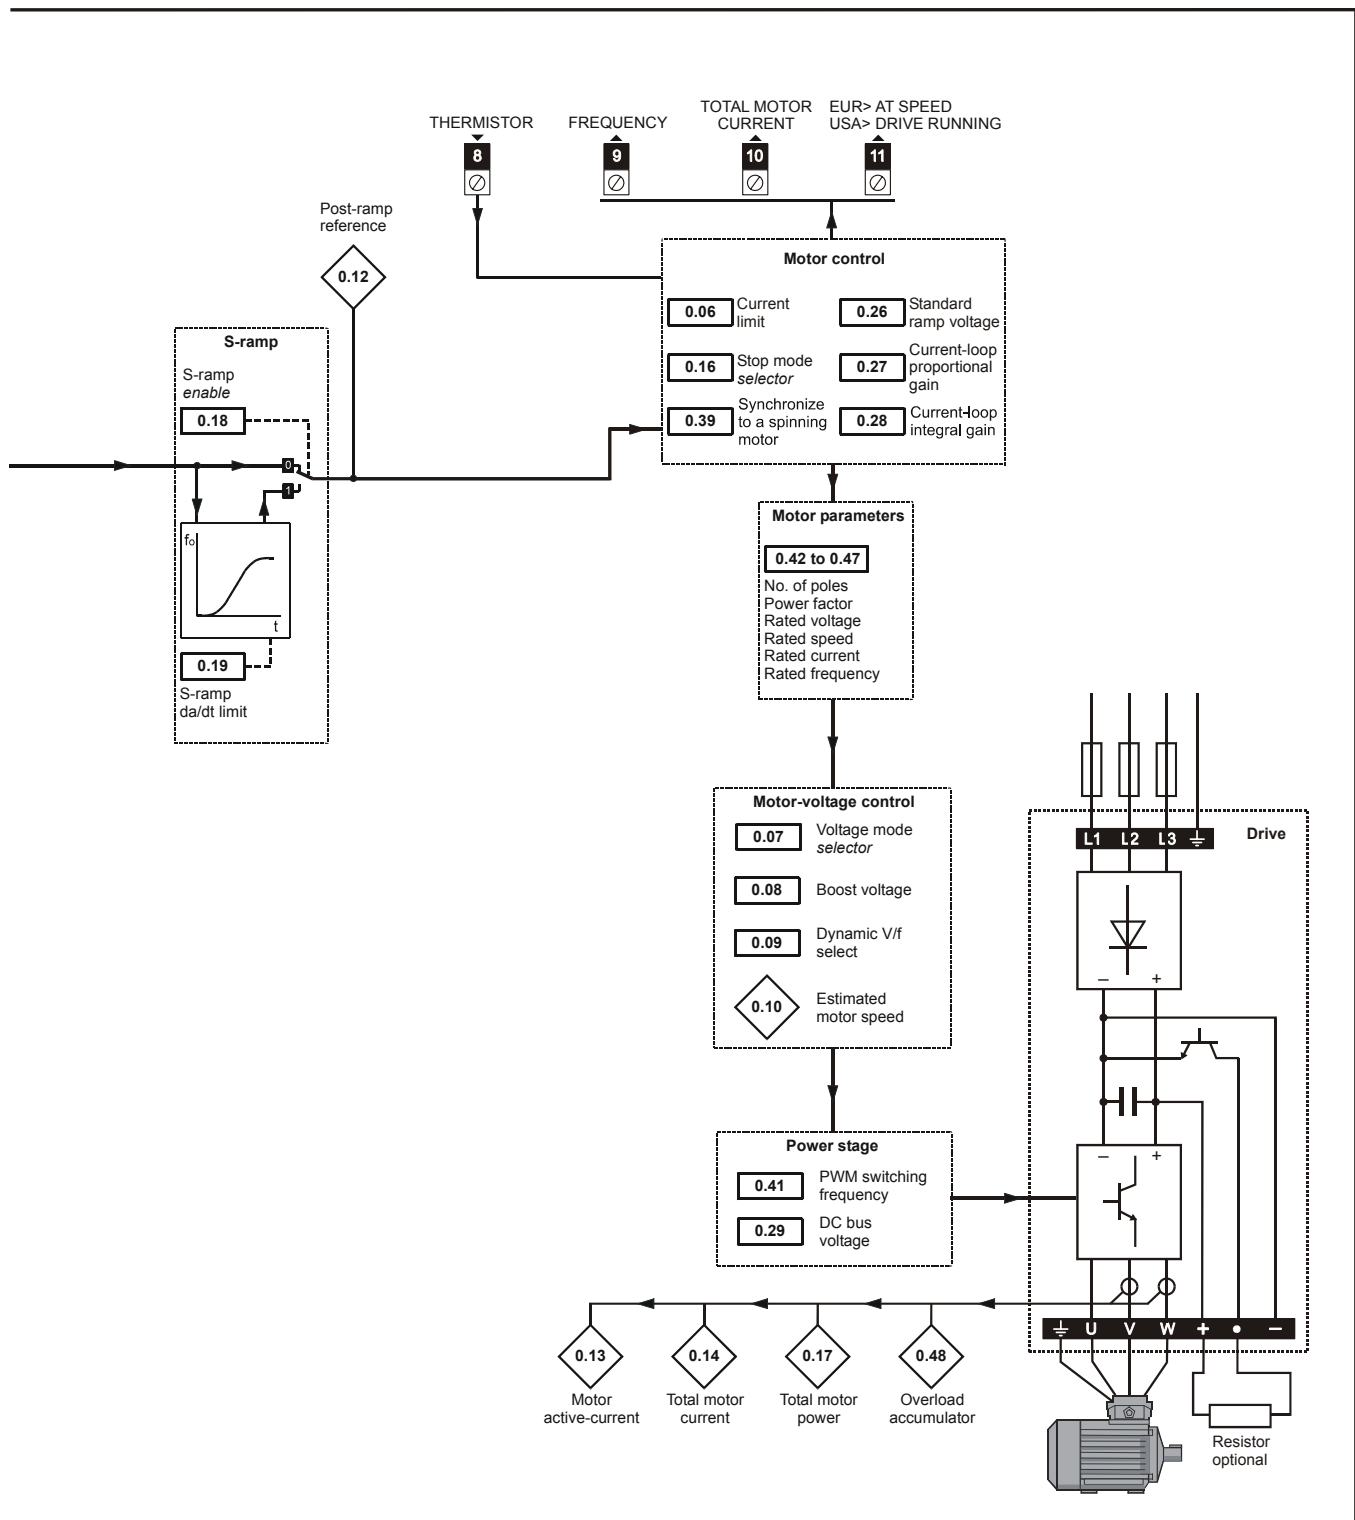 THERMISTOR
8
FREQUENCY
9
TOTAL MOTOR
CURRENT
10
EUR> AT SPEED
USA> DRIVE RUNNING
11
Post-ramp
reference
0.12
S-ramp
S-ramp
enable
0.18
0
1
fo
t
0.19
S-ramp
da/dt limit
Motor control
0.06
Current
limit
0.16
Stop mode
selector
0.39
Synchronize
to a spinning
motor
0.26
Standard
ramp voltage
0.27
Current-loop
proportional
gain
0.28
Current-loop
integral gain
Motor parameters
0.42 to 0.47
No. of poles
Power factor
Rated voltage
Rated speed
Rated current
Rated frequency
Motor-voltage control
0.07
Voltage mode
selector
0.08
Boost voltage
0.09
Dynamic V/f
select
0.10
Estimated
motor speed
Power stage
0.41
PWM switching
frequency
0.29
DC bus
voltage
Drive
L1 L2 L3
− +
− +
U V W + • −
0.13
Motor
active-current
0.14
Total motor
current
0.17
Total motor
power
0.48
Overload
accumulator
Resistor
optional